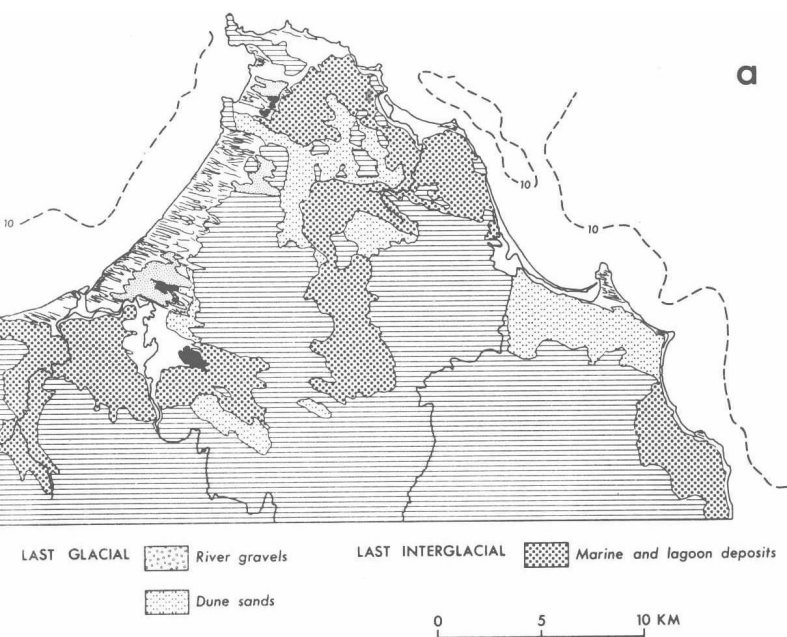 a
10
10
10
LAST GLACIAL
River gravels
LAST INTERGLACIAL
Marine and lagoon deposits
Dune sands
0 5 10 KM